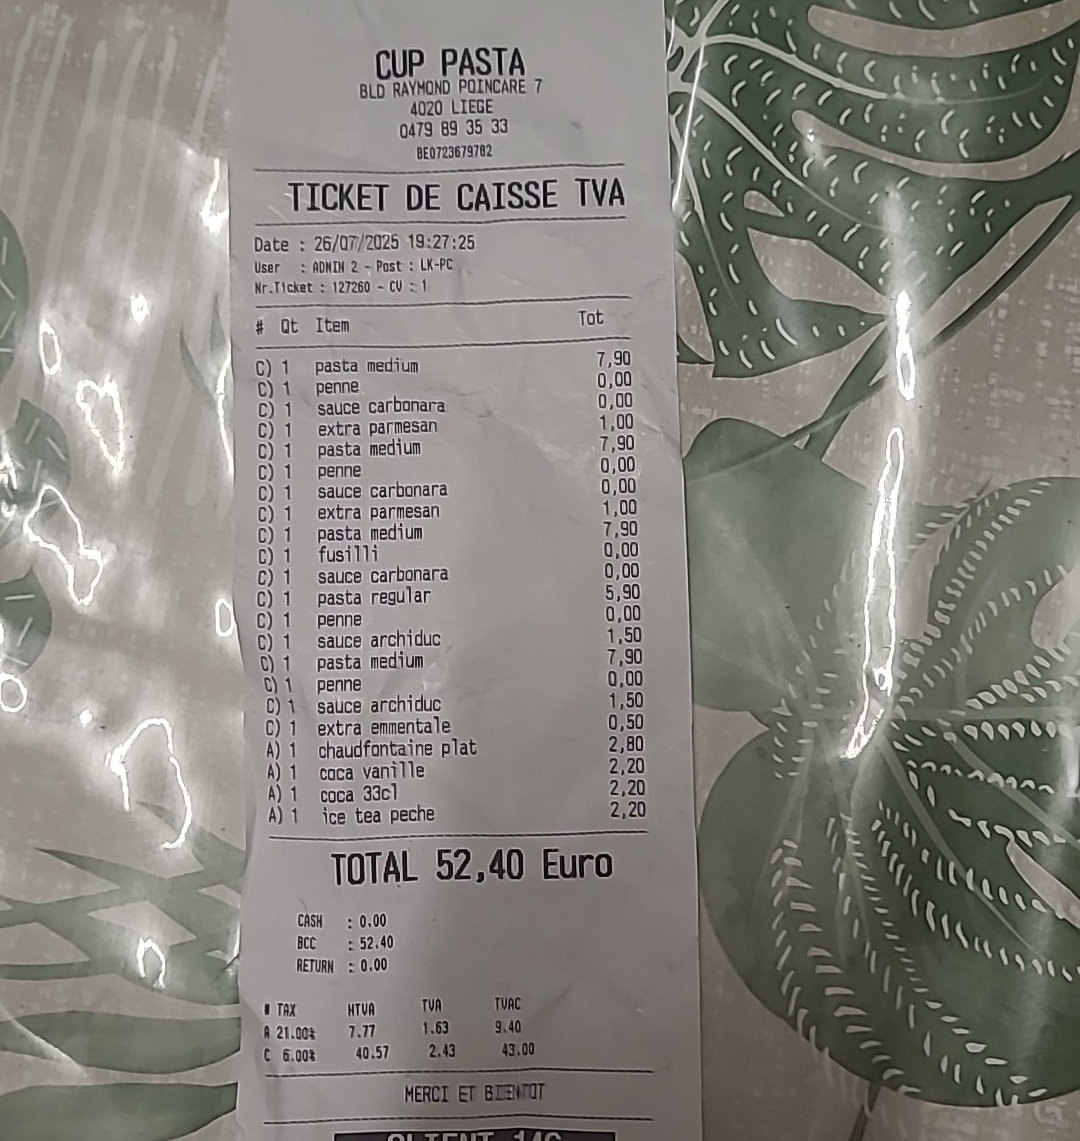 CUP PASTA
BLD RAYMOND POINCARE 7
4020 LIEGE
0479 89 35 33
BE0723679782
TICKET DE CAISSE TVA
Date : 26/07/2025 19:27:25
User : ADMIN 2 - Post : LK-PC
Nr.Ticket : 127260 - CV : 1
# Qt Item Tot
C) 1 pasta medium 7,90
C) 1 penne 0,00
C) 1 sauce carbonara 0,00
C) 1 extra parmesan 1,00
C) 1 pasta medium 7,90
C) 1 penne 0,00
C) 1 sauce carbonara 0,00
C) 1 extra parmesan 1,00
C) 1 pasta medium 7,90
C) 1 fusilli 0,00
C) 1 sauce carbonara 0,00
C) 1 pasta regular 5,90
C) 1 penne 0,00
C) 1 sauce archiduc 1,50
C) 1 pasta medium 7,90
C) 1 penne 0,00
C) 1 sauce archiduc 1,50
C) 1 extra emmentale 0,50
A) 1 chaudfontaine plat 2,80
A) 1 coca vanille 2,20
A) 1 coca 33cl 2,20
A) 1 ice tea peche 2,20
TOTAL 52,40 Euro
CASH : 0.00
BCC : 52.40
RETURN : 0.00
# TAX HTVA TVA TVAC
A 21.00% 7.77 1.63 9.40
C 6.00% 40.57 2.43 43.00
MERCI ET BIENTOT
CLIENT 146